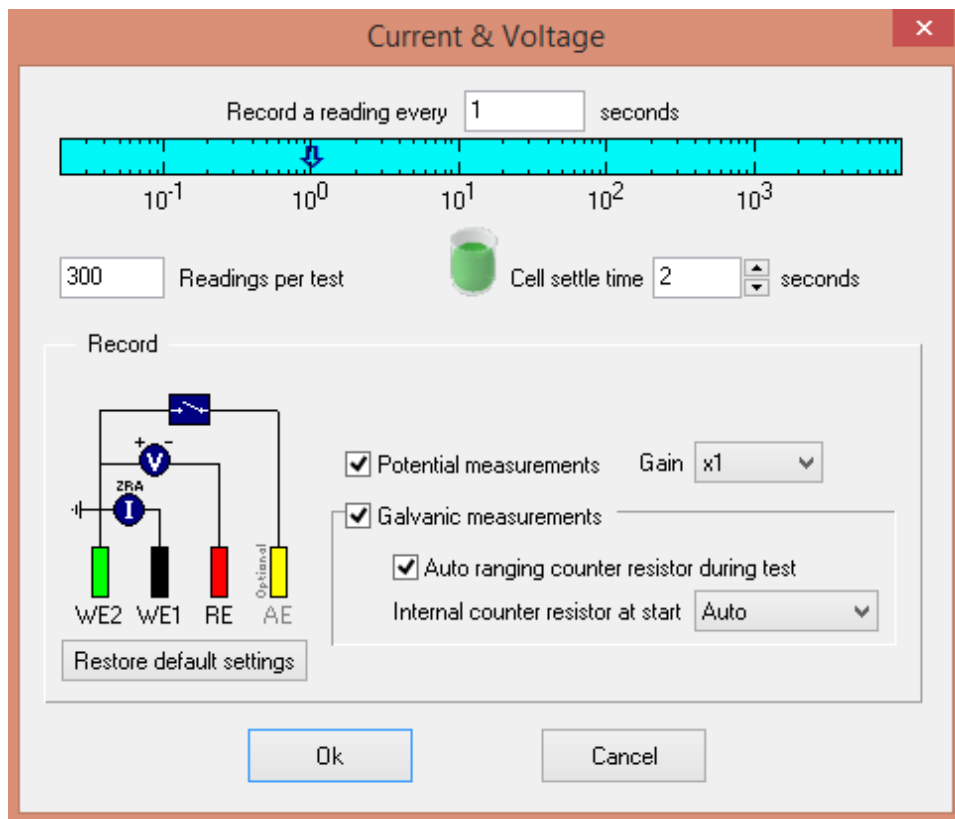 Current & Voltage
Record a reading every 1 seconds
10-1 100 101 102 103
300 Readings per test Cell settle time 2 seconds
Record
+ -
V
ZRA
I
Optional
WE2 WE1 RE AE
Restore default settings
Potential measurements Gain x1
Galvanic measurements
Auto ranging counter resistor during test
Internal counter resistor at start Auto
Ok Cancel